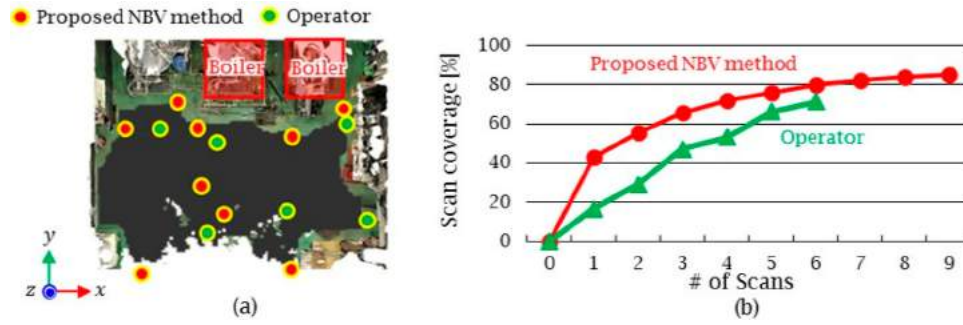 Proposed NBV method Operator
Boiler Boiler
y
z x
(a)
Scan coverage [%]
100
80
60
40
20
0
Proposed NBV method
Operator
0 1 2 3 4 5 6 7 8 9
# of Scans
(b)